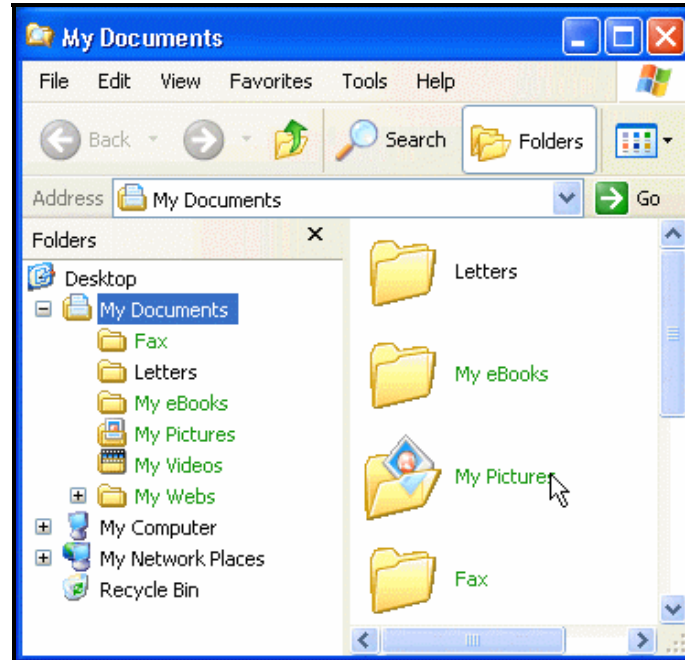 My Documents
File Edit View Favorites Tools Help
Back Search Folders
Address My Documents Go
Folders
Desktop
My Documents
Fax
Letters
My eBooks
My Pictures
My Videos
My Webs
My Computer
My Network Places
Recycle Bin
Letters
My eBooks
My Pictures
Fax